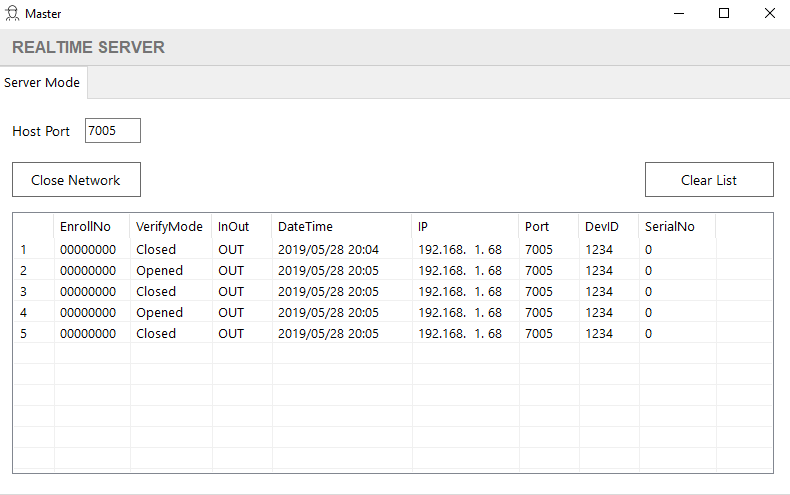 Master
REALTIME SERVER
Server Mode
Host Port 7005
Close Network Clear List
EnrollNo VerifyMode InOut DateTime IP Port DevID SerialNo
1 00000000 Closed OUT 2019/05/28 20:04 192.168. 1. 68 7005 1234 0
2 00000000 Opened OUT 2019/05/28 20:05 192.168. 1. 68 7005 1234 0
3 00000000 Closed OUT 2019/05/28 20:05 192.168. 1. 68 7005 1234 0
4 00000000 Opened OUT 2019/05/28 20:05 192.168. 1. 68 7005 1234 0
5 00000000 Closed OUT 2019/05/28 20:05 192.168. 1. 68 7005 1234 0